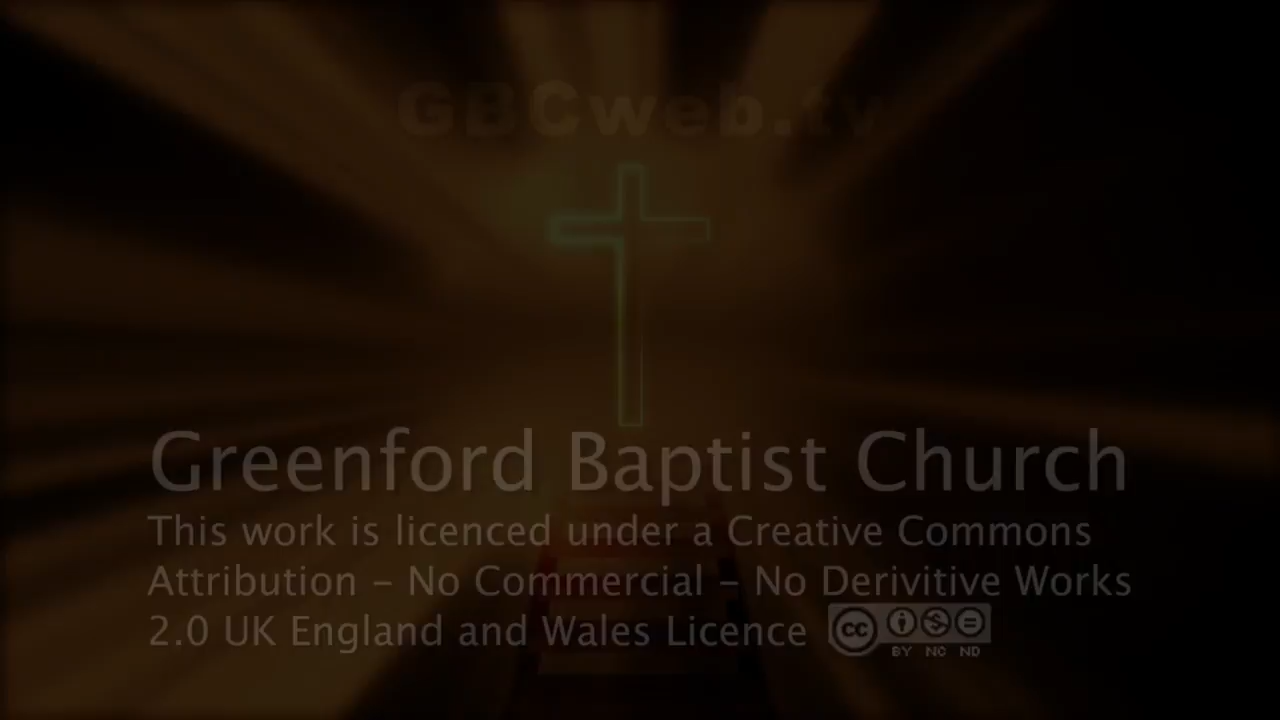 GBCweb.tv
Greenford Baptist Church
This work is licenced under a Creative Commons
Attribution – No Commercial – No Derivitive Works
2.0 UK England and Wales Licence cc
BY NC ND